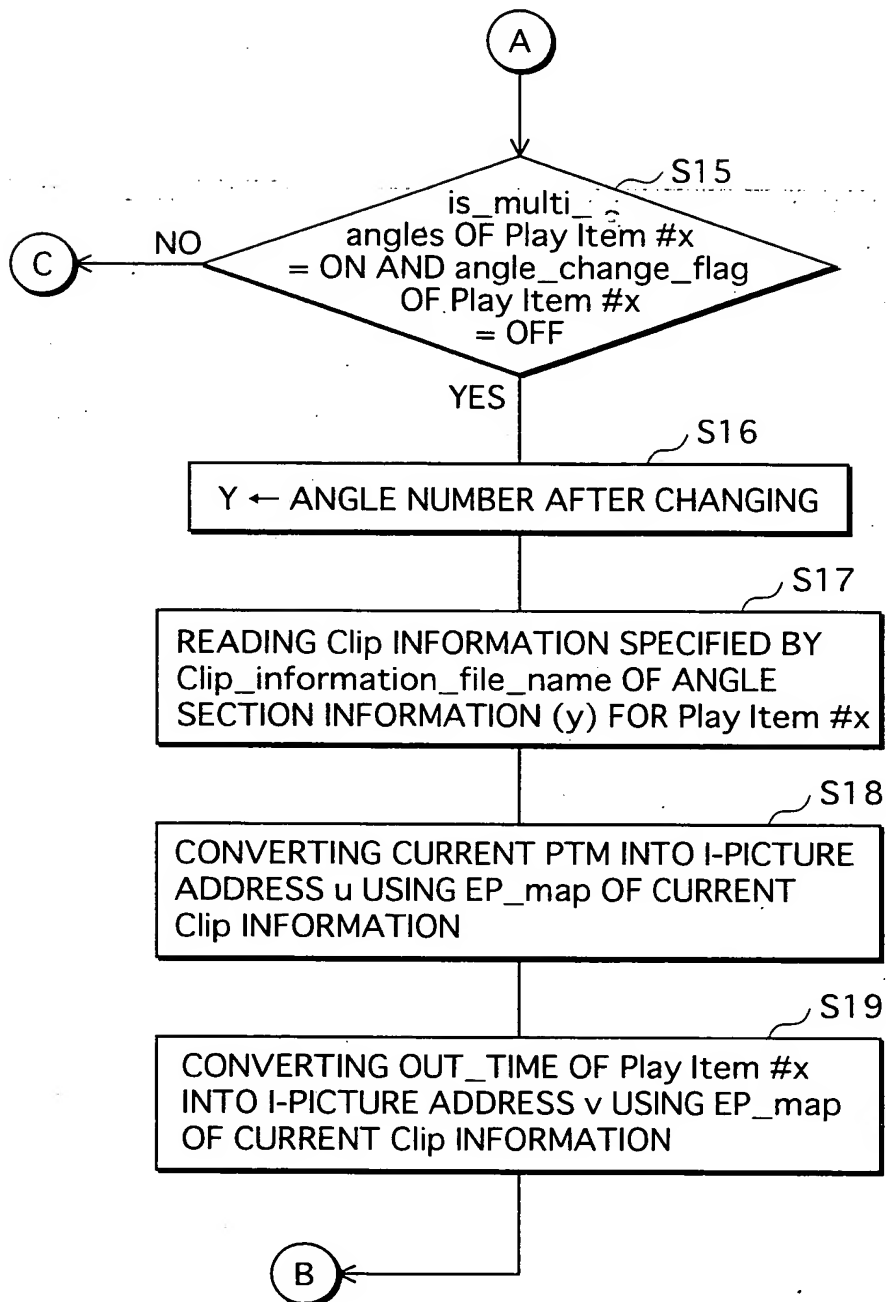 A
S15
is_multi_
angles OF Play Item #x
= ON AND angle_change_flag
OF Play Item #x
= OFF
NO
C
YES
S16
Y ← ANGLE NUMBER AFTER CHANGING
S17
READING Clip INFORMATION SPECIFIED BY
Clip_information_file_name OF ANGLE
SECTION INFORMATION (y) FOR Play Item #x
S18
CONVERTING CURRENT PTM INTO I-PICTURE
ADDRESS u USING EP_map OF CURRENT
Clip INFORMATION
S19
CONVERTING OUT_TIME OF Play Item #x
INTO I-PICTURE ADDRESS v USING EP_map
OF CURRENT Clip INFORMATION
B